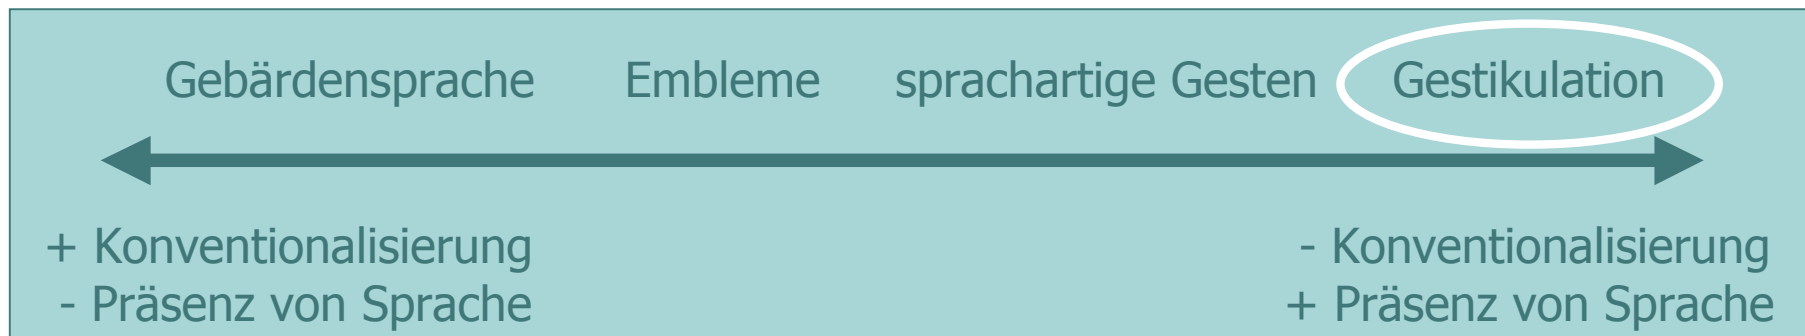 Gebärdensprache Embleme sprachartige Gesten Gestikulation
+ Konventionalisierung - Konventionalisierung
- Präsenz von Sprache + Präsenz von Sprache